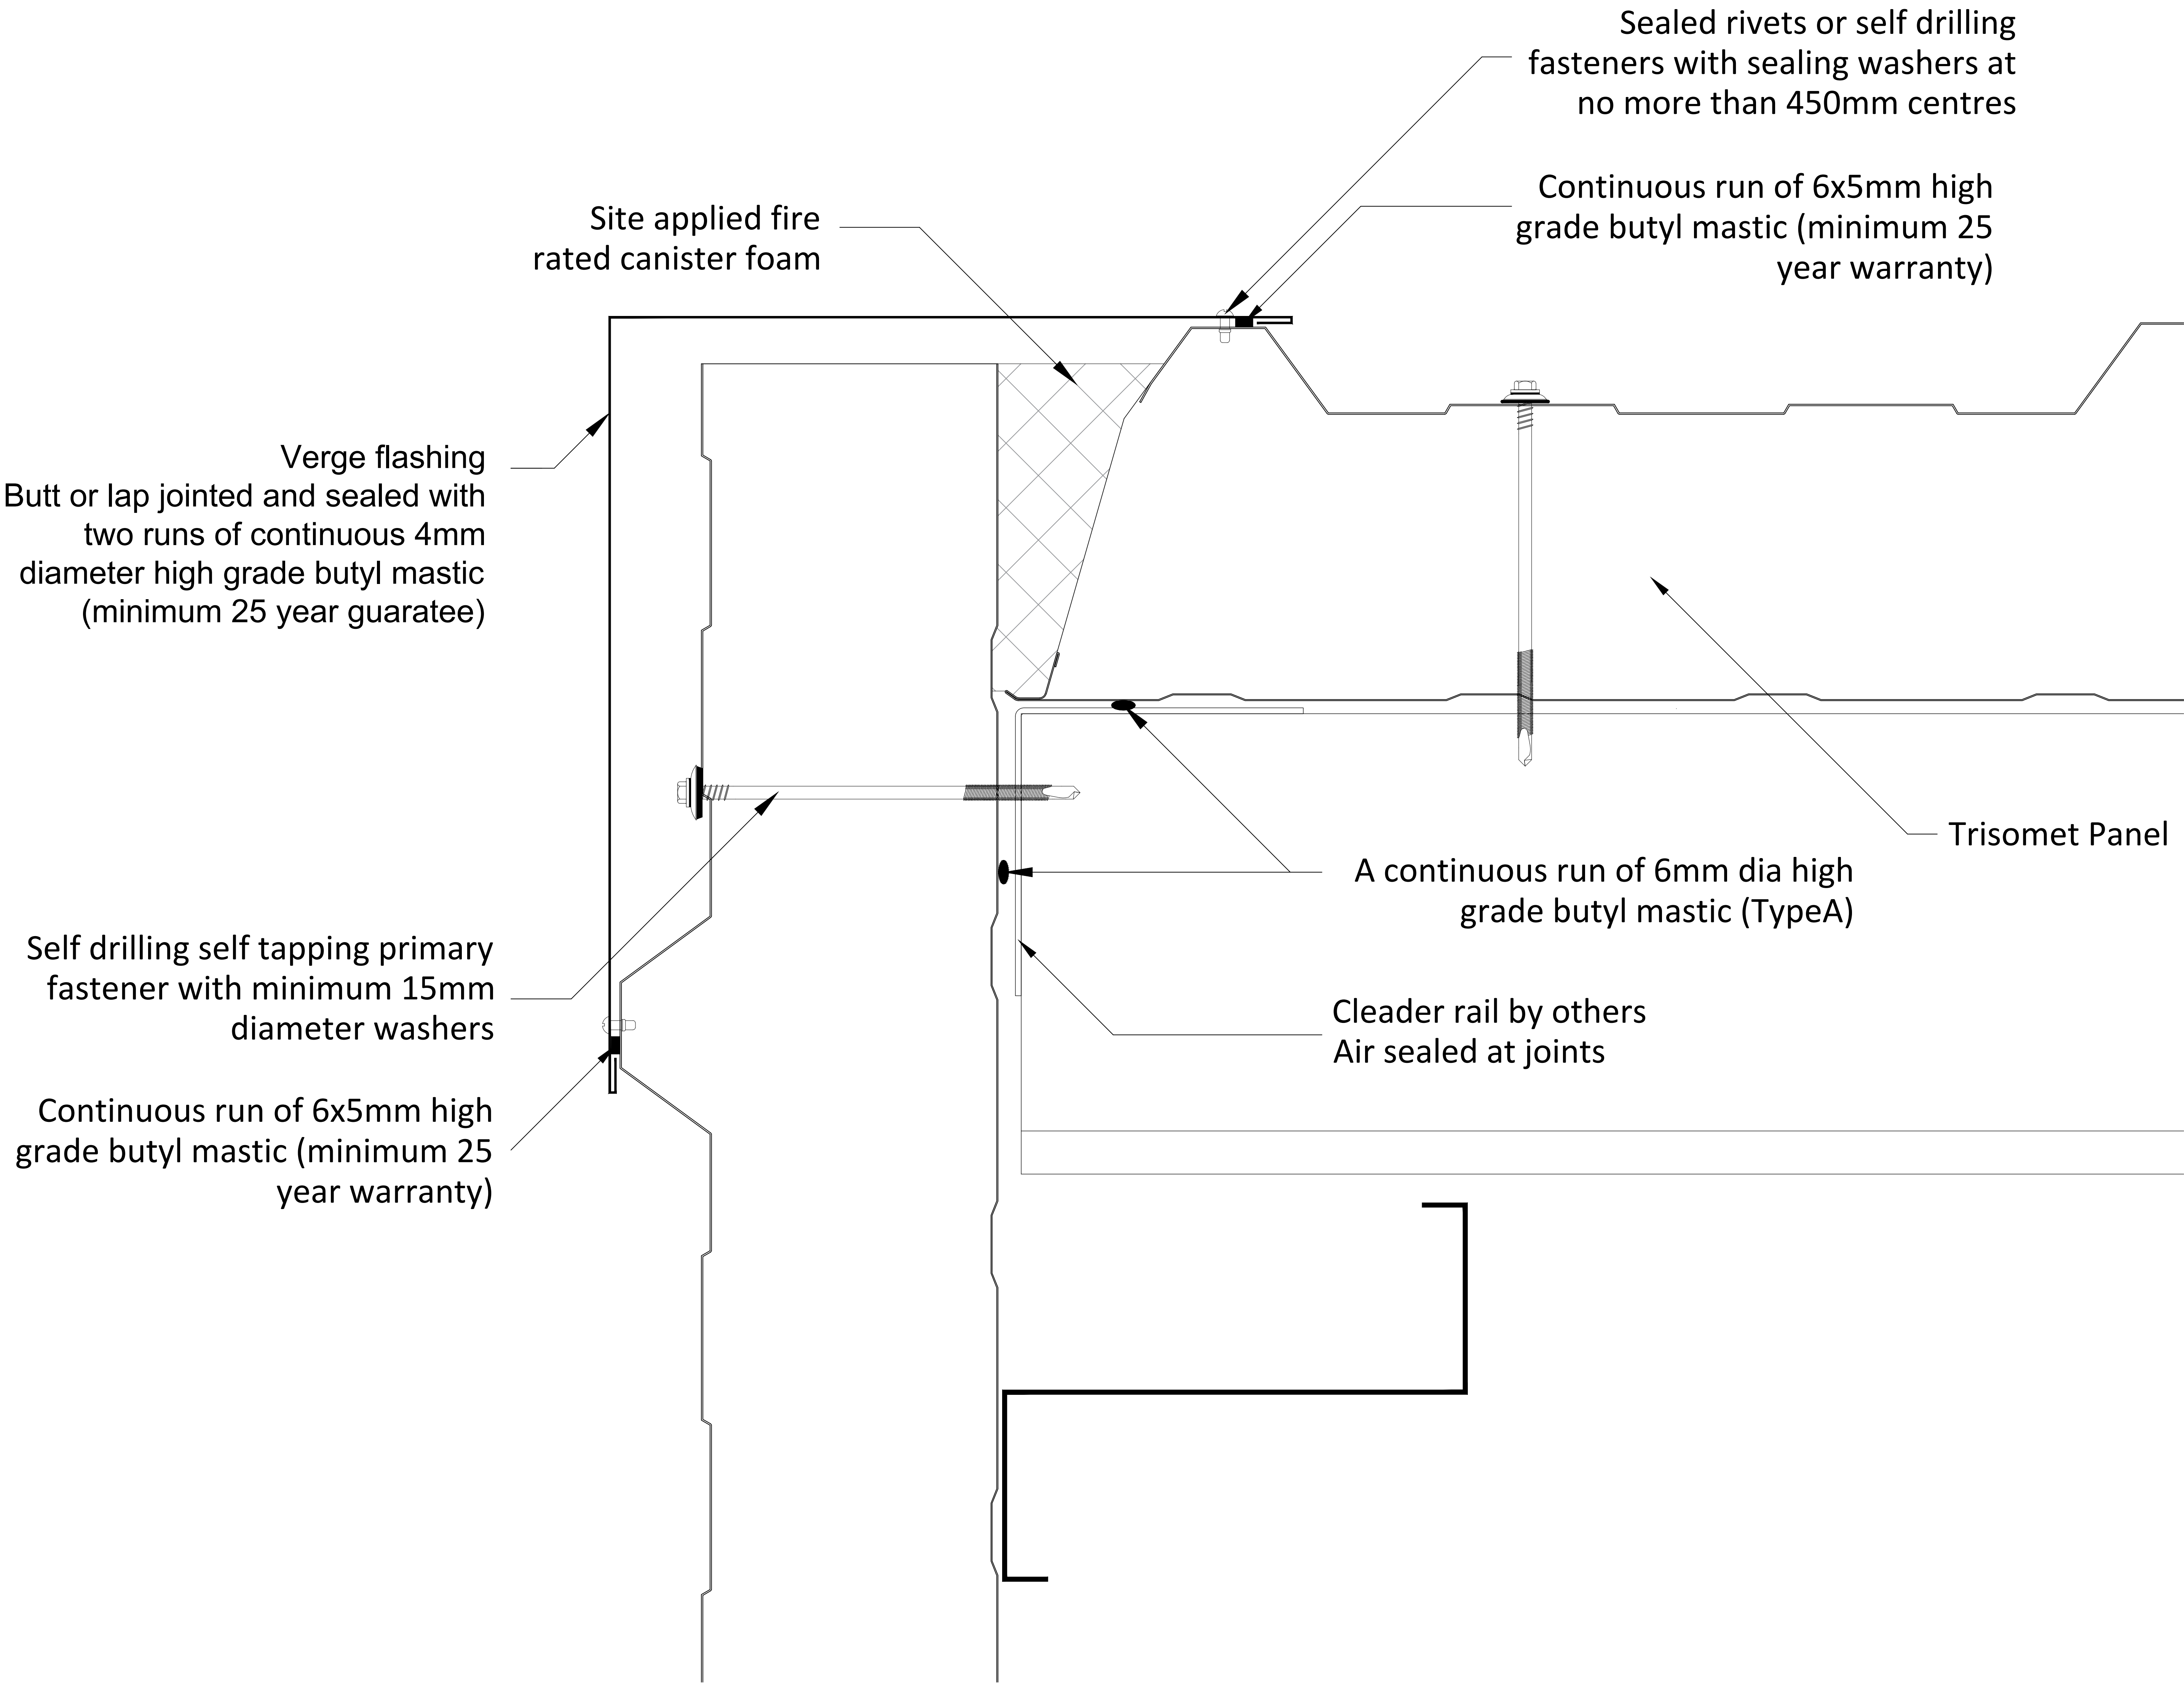 Sealed rivets or self drilling
fasteners with sealing washers at
no more than 450mm centres
Continuous run of 6x5mm high
grade butyl mastic (minimum 25
year warranty)
Site applied fire
rated canister foam
Verge flashing
Butt or lap jointed and sealed with
two runs of continuous 4mm
diameter high grade butyl mastic
(minimum 25 year guaratee)
Trisomet Panel
A continuous run of 6mm dia high
grade butyl mastic (TypeA)
Self drilling self tapping primary
fastener with minimum 15mm
diameter washers
Cleader rail by others
Air sealed at joints
Continuous run of 6x5mm high
grade butyl mastic (minimum 25
year warranty)